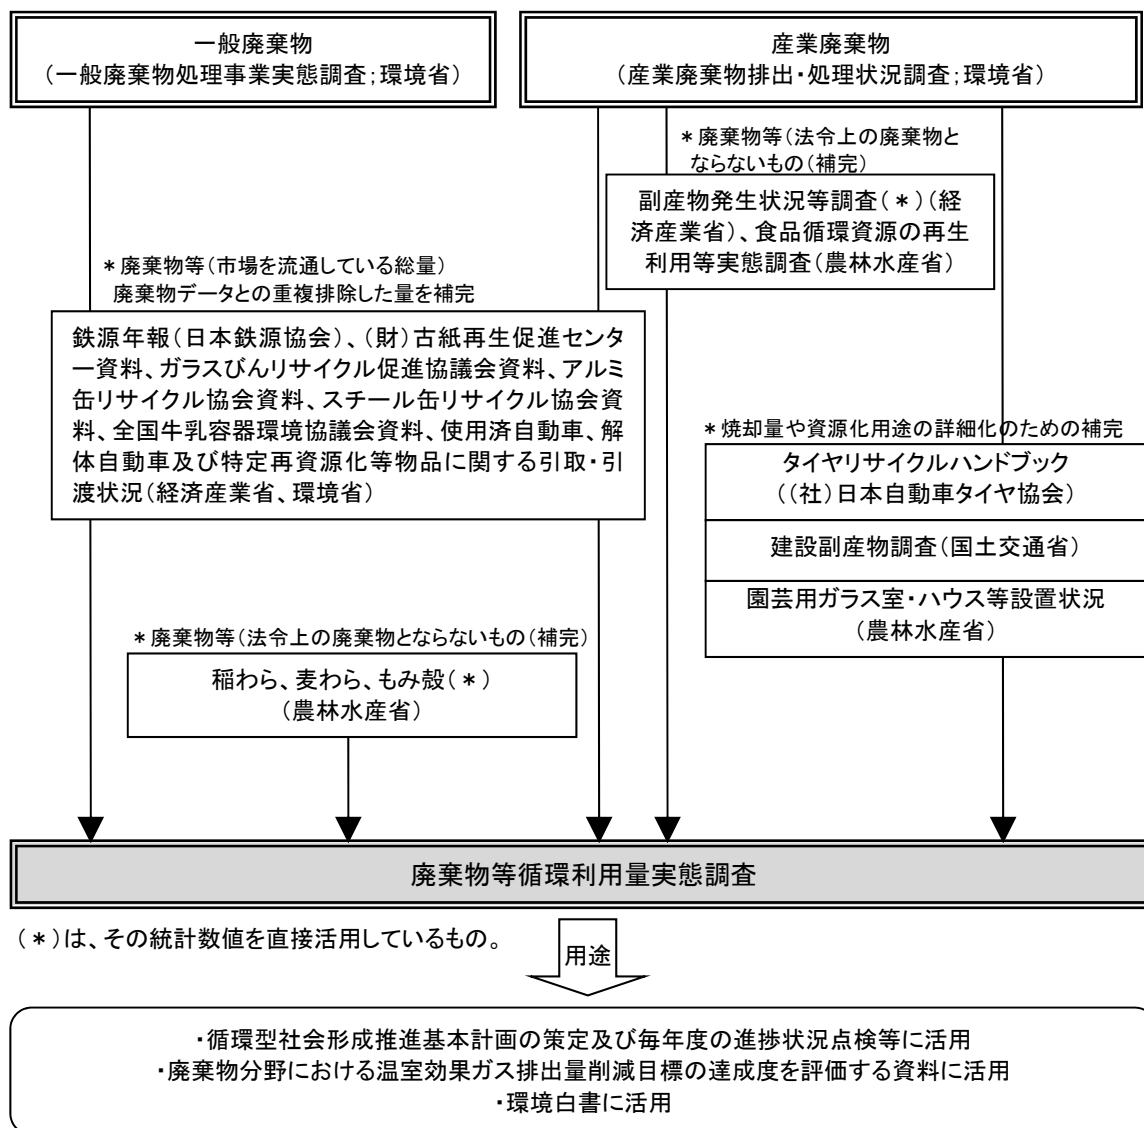 一般廃棄物
（一般廃棄物処理事業実態調査；環境省）
産業廃棄物
（産業廃棄物排出・処理状況調査；環境省）
＊廃棄物等（法令上の廃棄物と
ならないもの（補完）
副産物発生状況等調査（＊）（経
済産業省）、食品循環資源の再生
利用等実態調査（農林水産省）
＊廃棄物等（市場を流通している総量）
廃棄物データとの重複排除した量を補完
鉄源年報（日本鉄源協会）、（財）古紙再生促進センタ
ー資料、ガラスびんリサイクル促進協議会資料、アルミ
缶リサイクル協会資料、スチール缶リサイクル協会資
料、全国牛乳容器環境協議会資料、使用済自動車、解
体自動車及び特定再資源化等物品に関する引取・引
渡状況（経済産業省、環境省）
＊焼却量や資源化用途の詳細化のための補完
タイヤリサイクルハンドブック
（（社）日本自動車タイヤ協会）
建設副産物調査（国土交通省）
園芸用ガラス室・ハウス等設置状況
（農林水産省）
＊廃棄物等（法令上の廃棄物とならないもの（補完）
稲わら、麦わら、もみ殻（＊）
（農林水産省）
廃棄物等循環利用量実態調査
（＊）は、その統計数値を直接活用しているもの。
用途
・循環型社会形成推進基本計画の策定及び毎年度の進捗状況点検等に活用
・廃棄物分野における温室効果ガス排出量削減目標の達成度を評価する資料に活用
・環境白書に活用